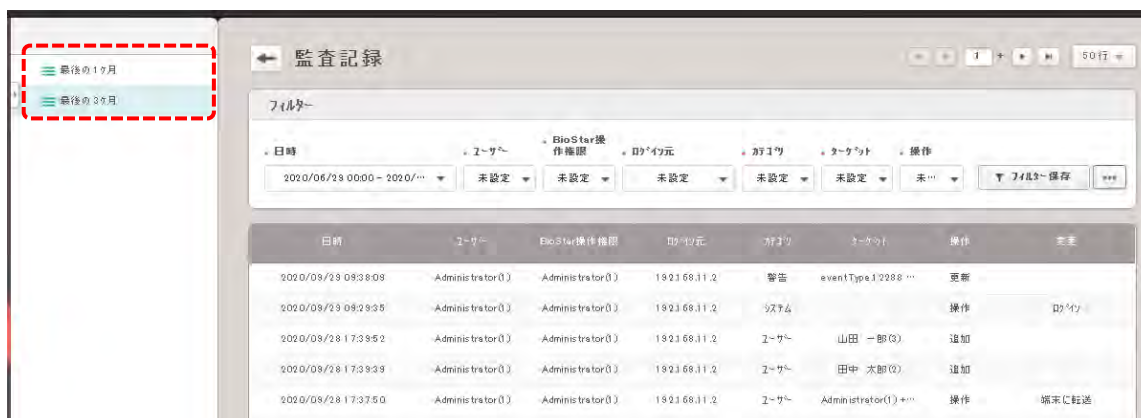 最後の1ヶ月
最後の3ヶ月
監査記録
1
50行
フィルター
日時 ユーザー BioStar操作権限 ログイン元 カテゴリ ターゲット 操作
2020/06/29 00:00 - 2020/… 未設定 未設定 未設定 未設定 未設定 未… フィルター保存
日時 ユーザー BioStar操作権限 ログイン元 カテゴリ ターゲット 操作 変更
2020/09/29 09:38:09 Administrator(1) Administrator(1) 192.168.11.2 警告 eventType.12288 … 更新
2020/09/29 09:29:35 Administrator(1) Administrator(1) 192.168.11.2 システム 操作 ログイン
2020/09/28 17:39:52 Administrator(1) Administrator(1) 192.168.11.2 ユーザー 山田 一郎(3) 追加
2020/09/28 17:39:39 Administrator(1) Administrator(1) 192.168.11.2 ユーザー 田中 太郎(2) 追加
2020/09/28 17:37:50 Administrator(1) Administrator(1) 192.168.11.2 ユーザー Administrator(1) +… 操作 端末に転送